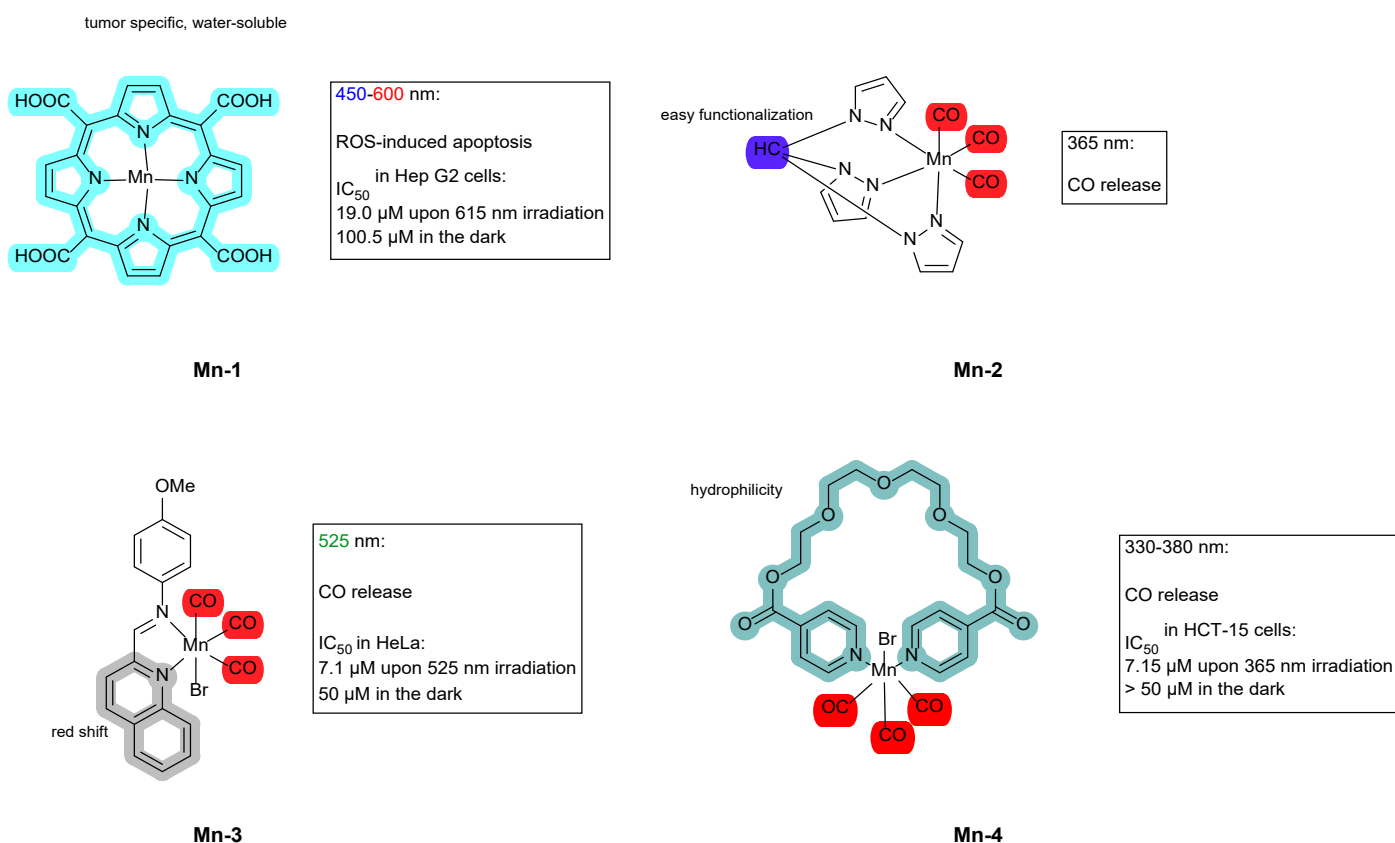 tumor specific, water-soluble
HOOC
COOH
N
N
Mn
N
N
HOOC
COOH
450-600 nm:
ROS-induced apoptosis
IC50 in Hep G2 cells:
19.0 µM upon 615 nm irradiation
100.5 µM in the dark
Mn-1
easy functionalization
HC
N
N
N
N
N
N
Mn
CO
CO
CO
365 nm:
CO release
Mn-2
OMe
N
N
Mn
Br
CO
CO
CO
red shift
525 nm:
CO release
IC50 in HeLa:
7.1 µM upon 525 nm irradiation
50 µM in the dark
Mn-3
hydrophilicity
O
O
O
O
O
O
O
Br
N
N
Mn
OC
CO
CO
330-380 nm:
CO release
IC50 in HCT-15 cells:
7.15 µM upon 365 nm irradiation
> 50 µM in the dark
Mn-4